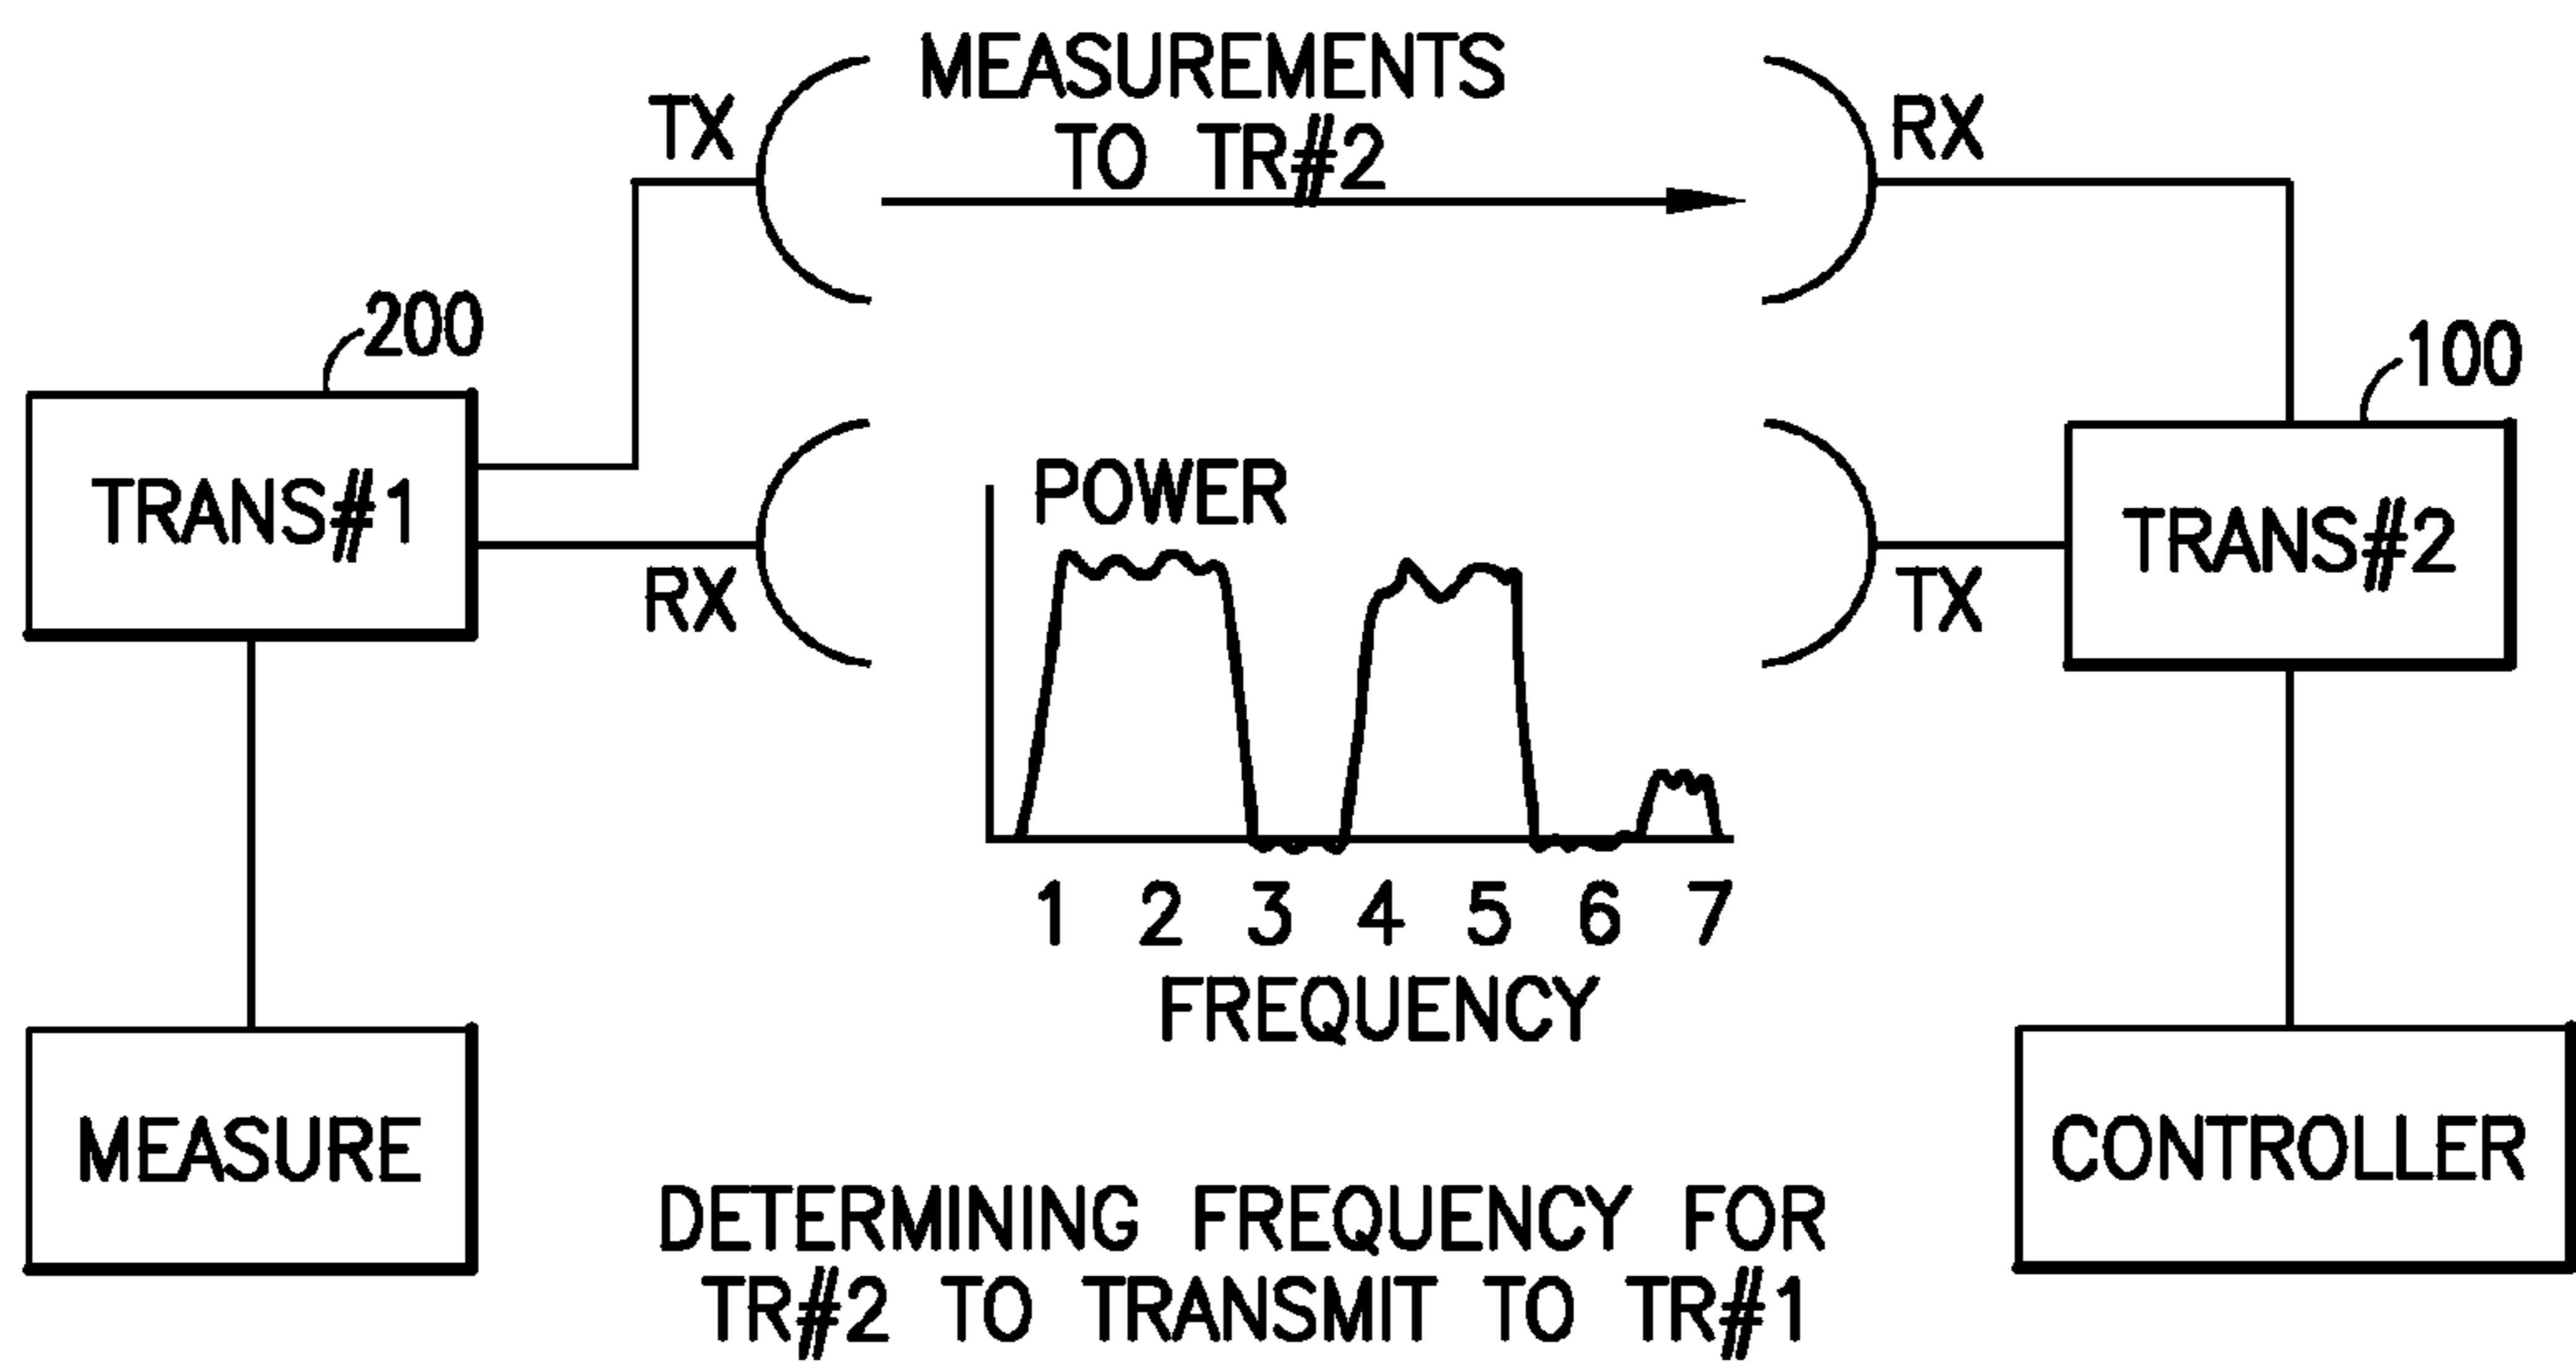 MEASUREMENTS
TO TR#2
TX
RX
200
100
TRANS#1
POWER
TRANS#2
RX
TX
1 2 3 4 5 6 7
FREQUENCY
MEASURE
CONTROLLER
DETERMINING FREQUENCY FOR
TR#2 TO TRANSMIT TO TR#1